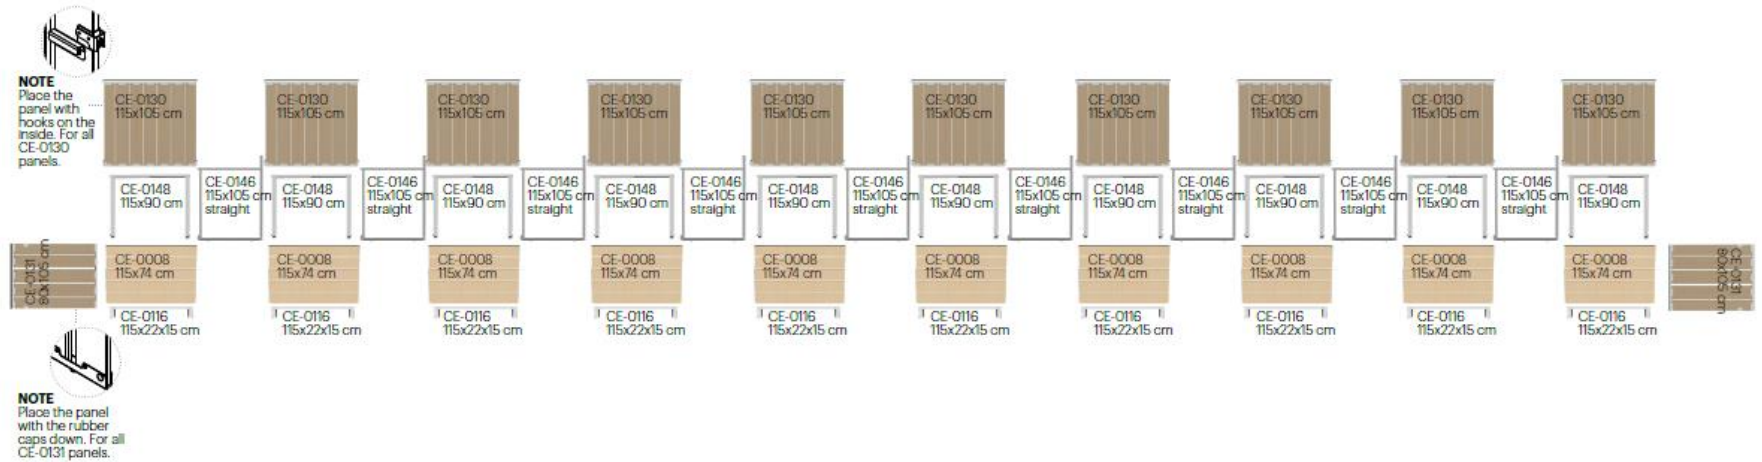 NOTE
Place the
panel with
hooks on the
inside. For all
CE-0130
panels.
CE-0130
115x105 cm
CE-0130
115x105 cm
CE-0130
115x105 cm
CE-0130
115x105 cm
CE-0130
115x105 cm
CE-0130
115x105 cm
CE-0130
115x105 cm
CE-0130
115x105 cm
CE-0130
115x105 cm
CE-0130
115x105 cm
CE-0148
115x90 cm
CE-0146
115x105 cm
straight
CE-0148
115x90 cm
CE-0146
115x105 cm
straight
CE-0148
115x90 cm
CE-0146
115x105 cm
straight
CE-0148
115x90 cm
CE-0146
115x105 cm
straight
CE-0148
115x90 cm
CE-0146
115x105 cm
straight
CE-0148
115x90 cm
CE-0146
115x105 cm
straight
CE-0148
115x90 cm
CE-0146
115x105 cm
straight
CE-0148
115x90 cm
CE-0146
115x105 cm
straight
CE-0148
115x90 cm
CE-0146
115x105 cm
straight
CE-0148
115x90 cm
CE-0131
80x105 cm
CE-0008
115x74 cm
CE-0008
115x74 cm
CE-0008
115x74 cm
CE-0008
115x74 cm
CE-0008
115x74 cm
CE-0008
115x74 cm
CE-0008
115x74 cm
CE-0008
115x74 cm
CE-0008
115x74 cm
CE-0008
115x74 cm
CE-0131
80x105 cm
CE-0116
115x22x15 cm
CE-0116
115x22x15 cm
CE-0116
115x22x15 cm
CE-0116
115x22x15 cm
CE-0116
115x22x15 cm
CE-0116
115x22x15 cm
CE-0116
115x22x15 cm
CE-0116
115x22x15 cm
CE-0116
115x22x15 cm
CE-0116
115x22x15 cm
NOTE
Place the panel
with the rubber
caps down. For all
CE-0131 panels.